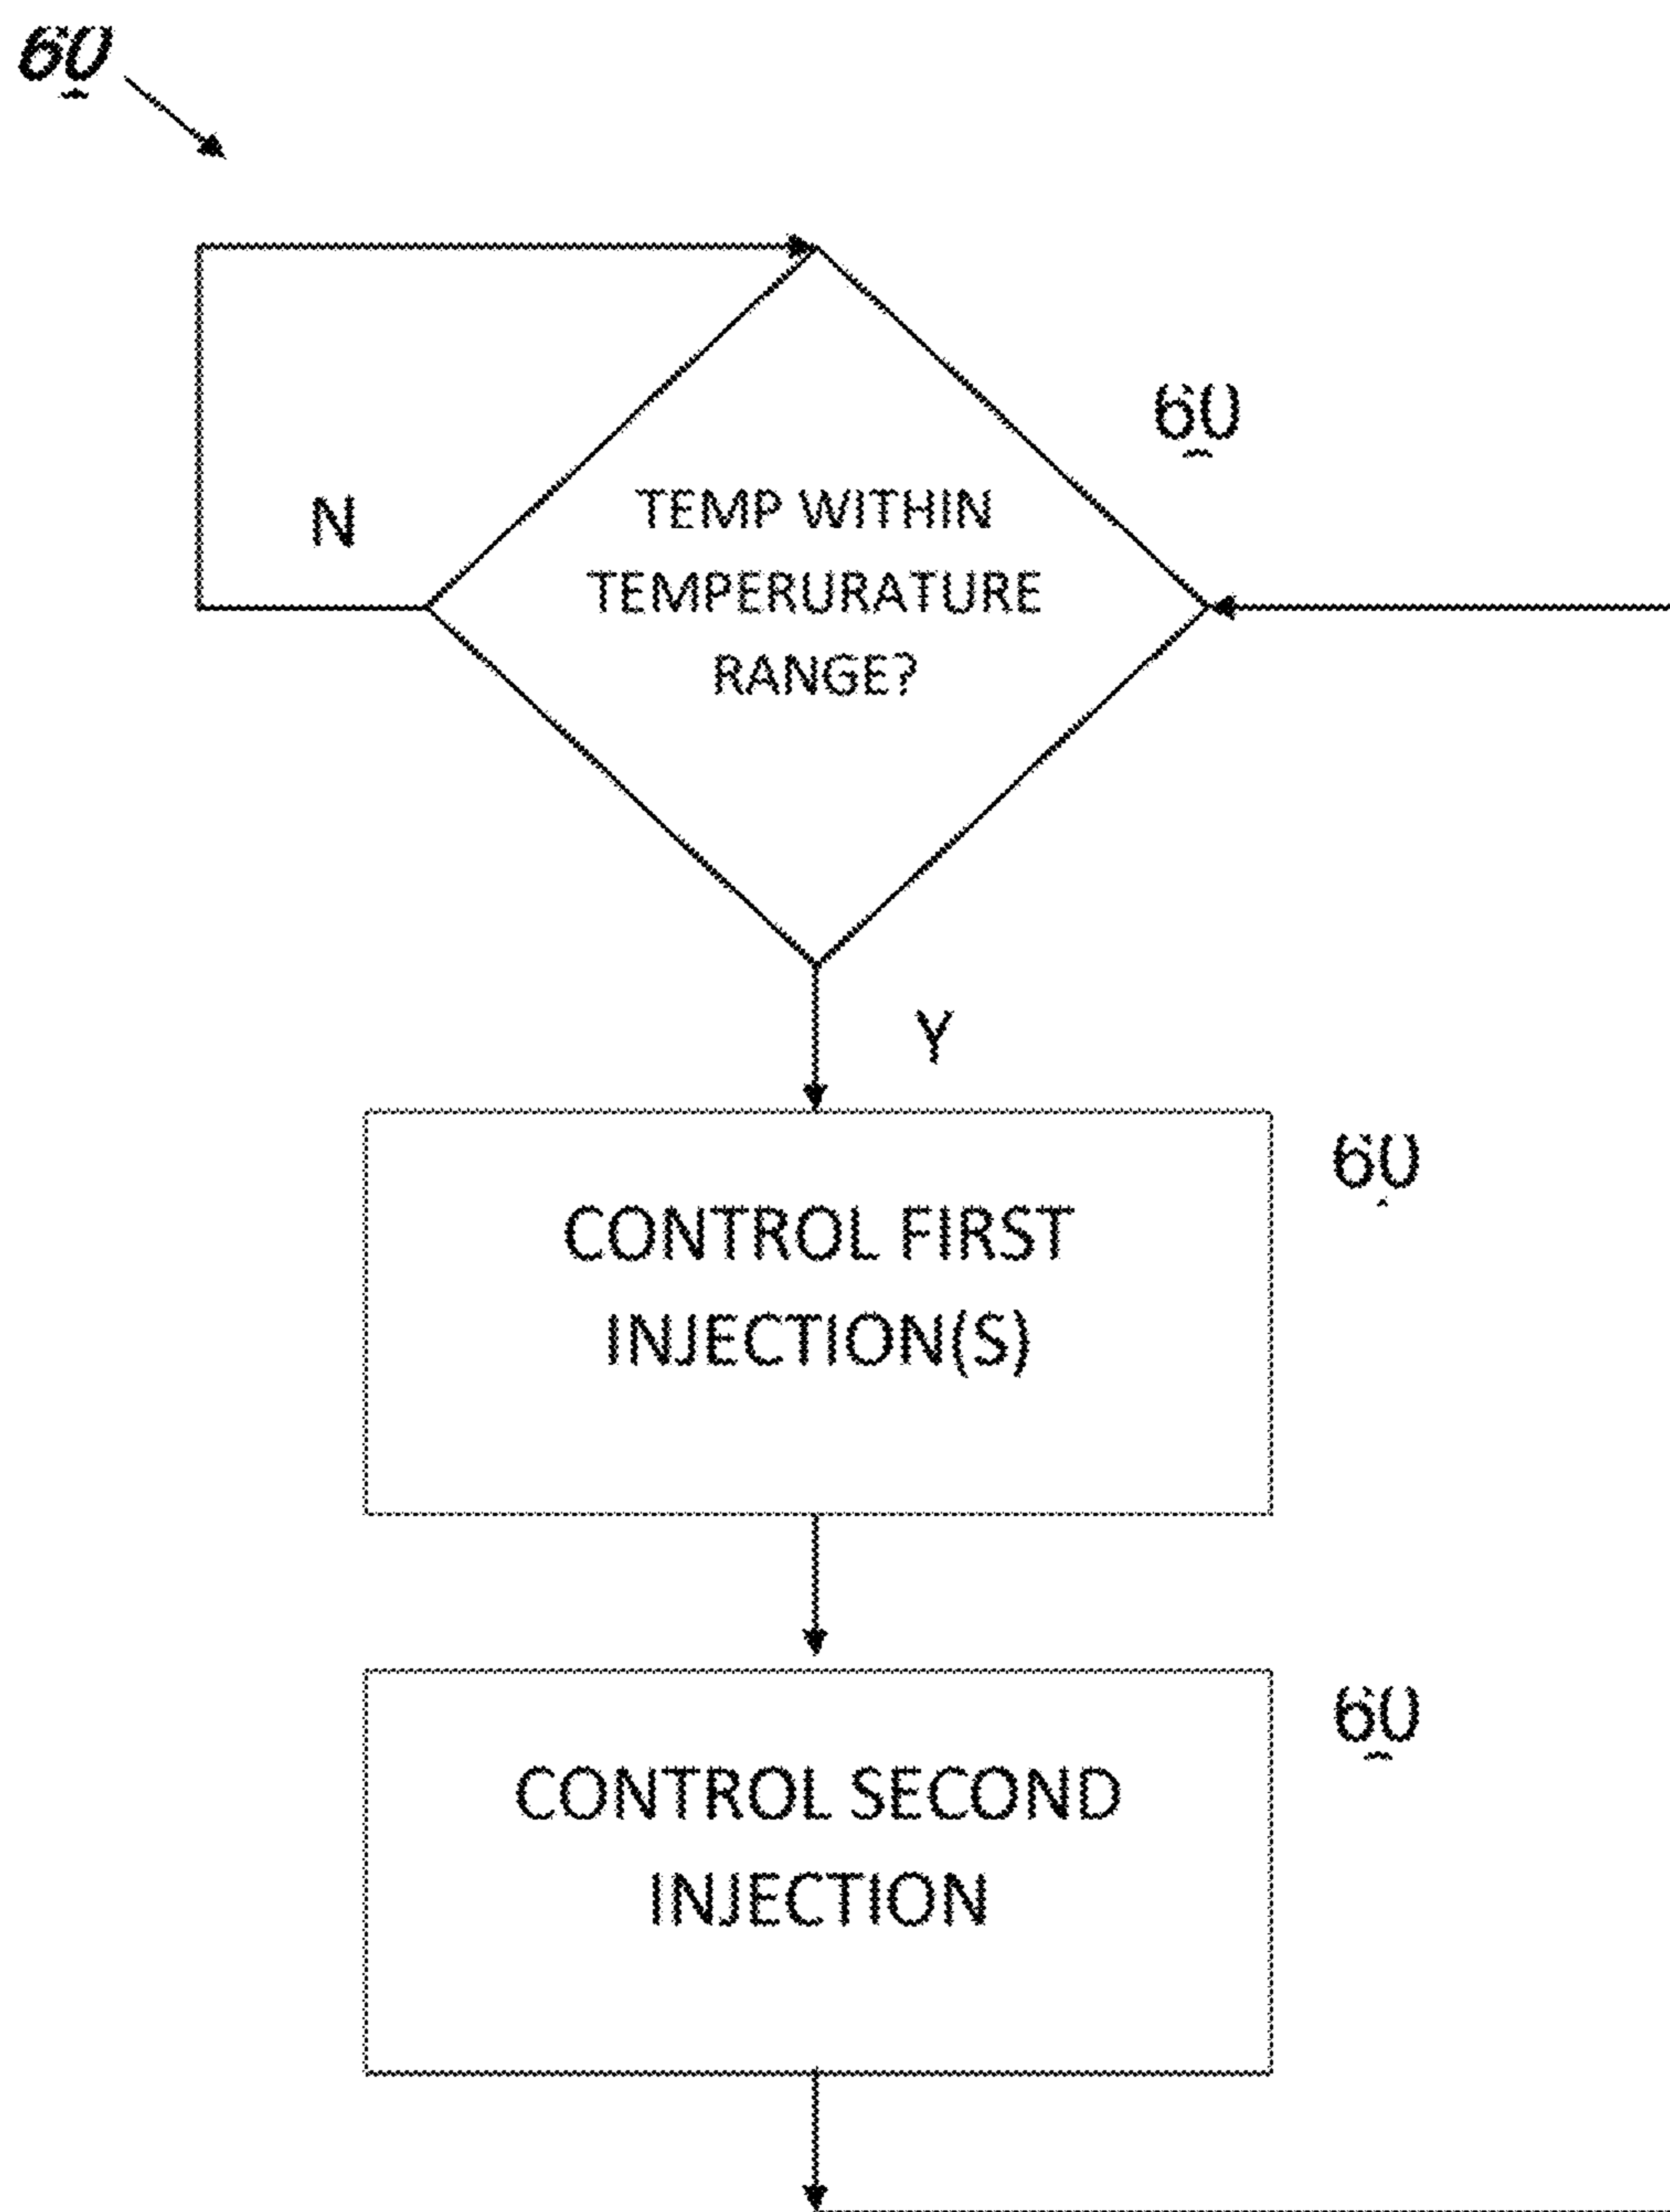 60
60
N
TEMP WITHIN
TEMPERURATURE
RANGE?
Y
60
CONTROL FIRST
INJECTION(S)
60
CONTROL SECOND
INJECTION